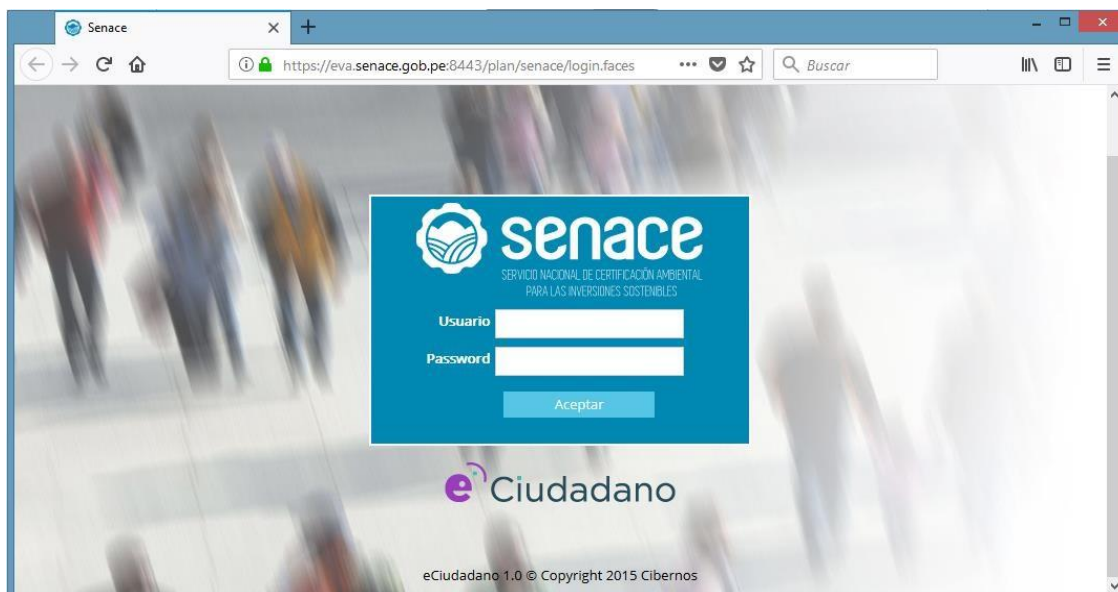 Senace
https://eva.senace.gob.pe:8443/plan/senace/login.faces
Buscar
senace
SERVICIO NACIONAL DE CERTIFICACIÓN AMBIENTAL
PARA LAS INVERSIONES SOSTENIBLES
Usuario
Password
Aceptar
eCiudadano
eCiudadano 1.0 © Copyright 2015 Cibernos